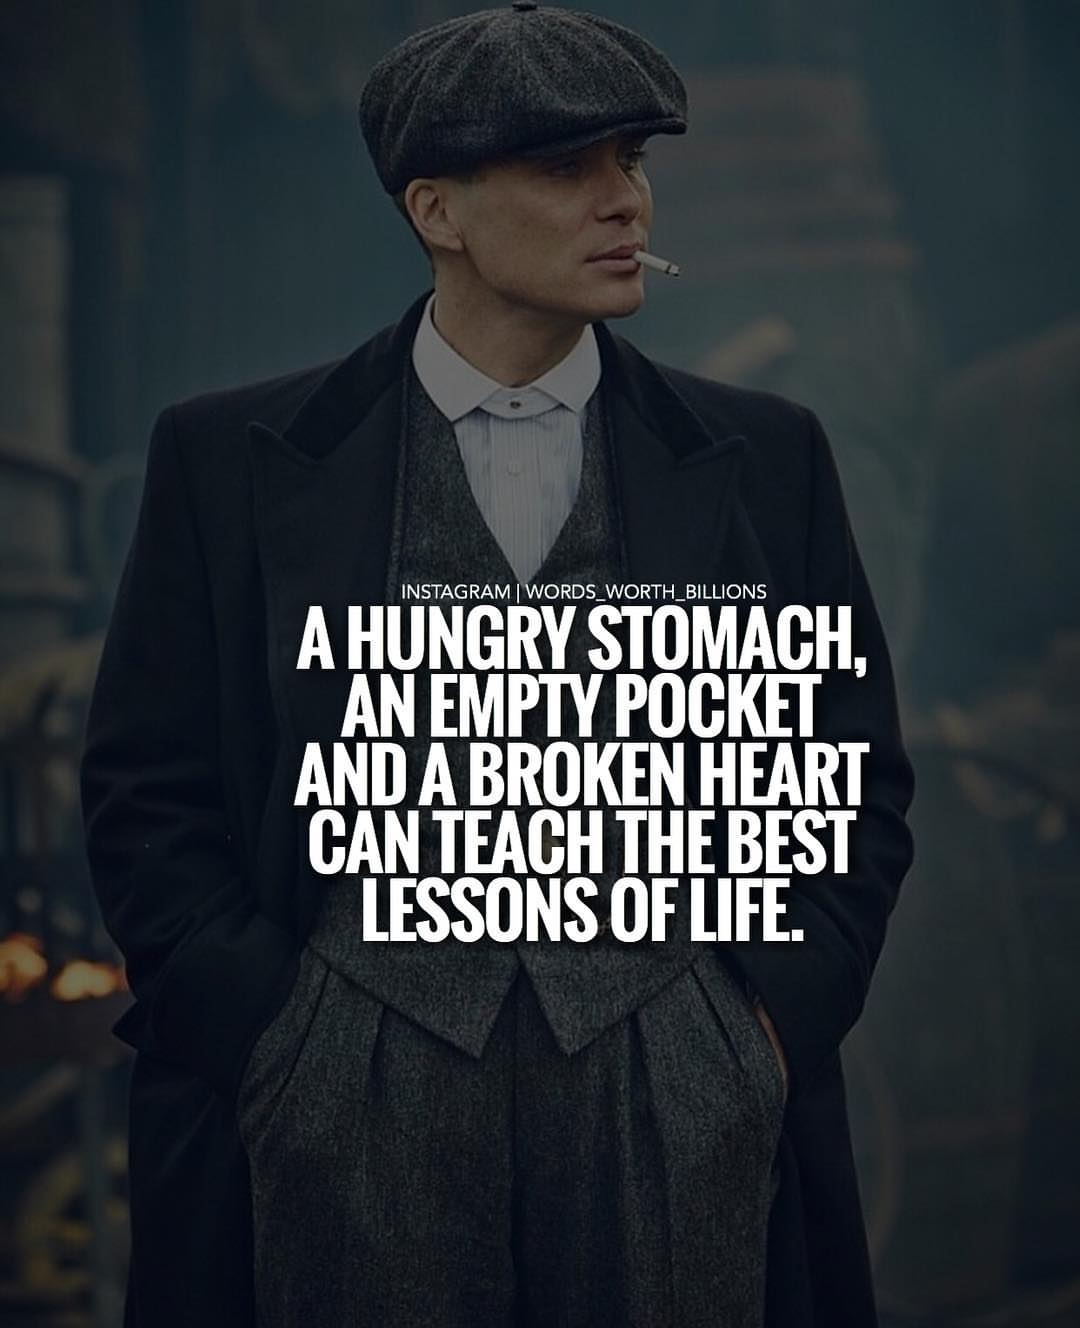 INSTAGRAM | WORDS_WORTH_BILLIONS
A HUNGRY STOMACH,
AN EMPTY POCKET
AND A BROKEN HEART
CAN TEACH THE BEST
LESSONS OF LIFE.